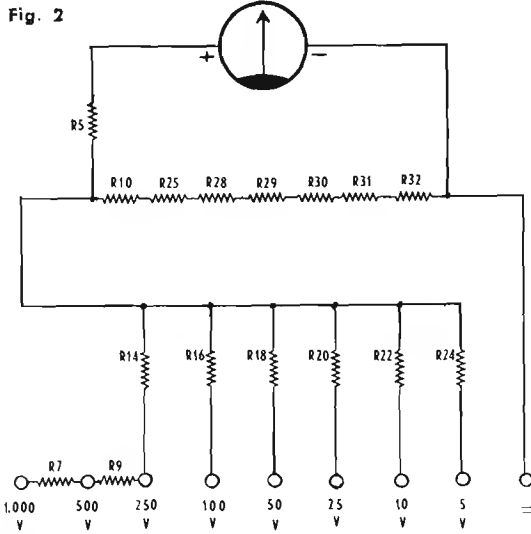 Fig. 2
+ −
R5
R10 R25 R28 R29 R30 R31 R32
R14 R16 R18 R20 R22 R24
R7 R9
1.000 500 250 100 50 25 10 5 =
V V V V V V V V